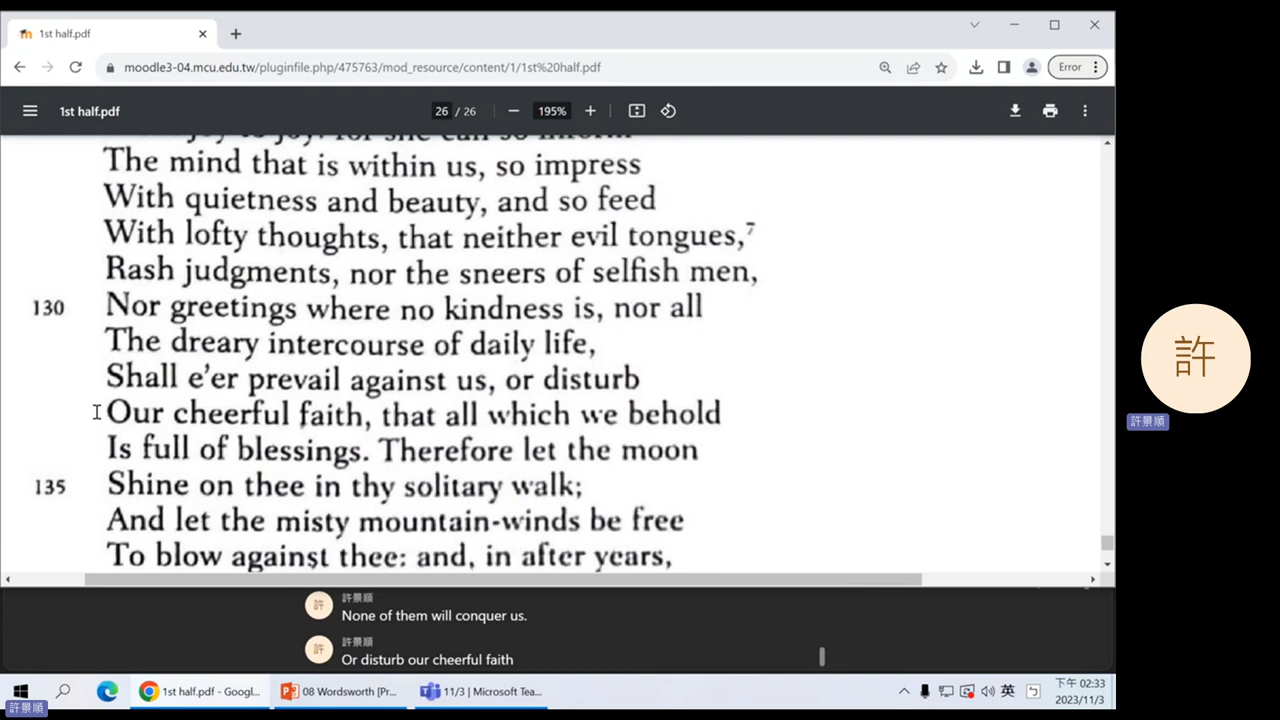 1st half.pdf
moodle3-04.mcu.edu.tw/pluginfile.php/475763/mod_resource/content/1/1st%20half.pdf
Error
1st half.pdf
26 / 26
195%
joy to joy: for she can so inform
The mind that is within us, so impress
With quietness and beauty, and so feed
With lofty thoughts, that neither evil tongues,7
Rash judgments, nor the sneers of selfish men,
130 Nor greetings where no kindness is, nor all
The dreary intercourse of daily life,
Shall e'er prevail against us, or disturb
Our cheerful faith, that all which we behold
Is full of blessings. Therefore let the moon
135 Shine on thee in thy solitary walk;
And let the misty mountain-winds be free
To blow against thee: and, in after years,
許
許景順
許 許景順
None of them will conquer us.
許 許景順
Or disturb our cheerful faith
1st half.pdf - Googl...
08 Wordsworth [Pr...
11/3 | Microsoft Tea...
英
下午 02:33
2023/11/3
許景順